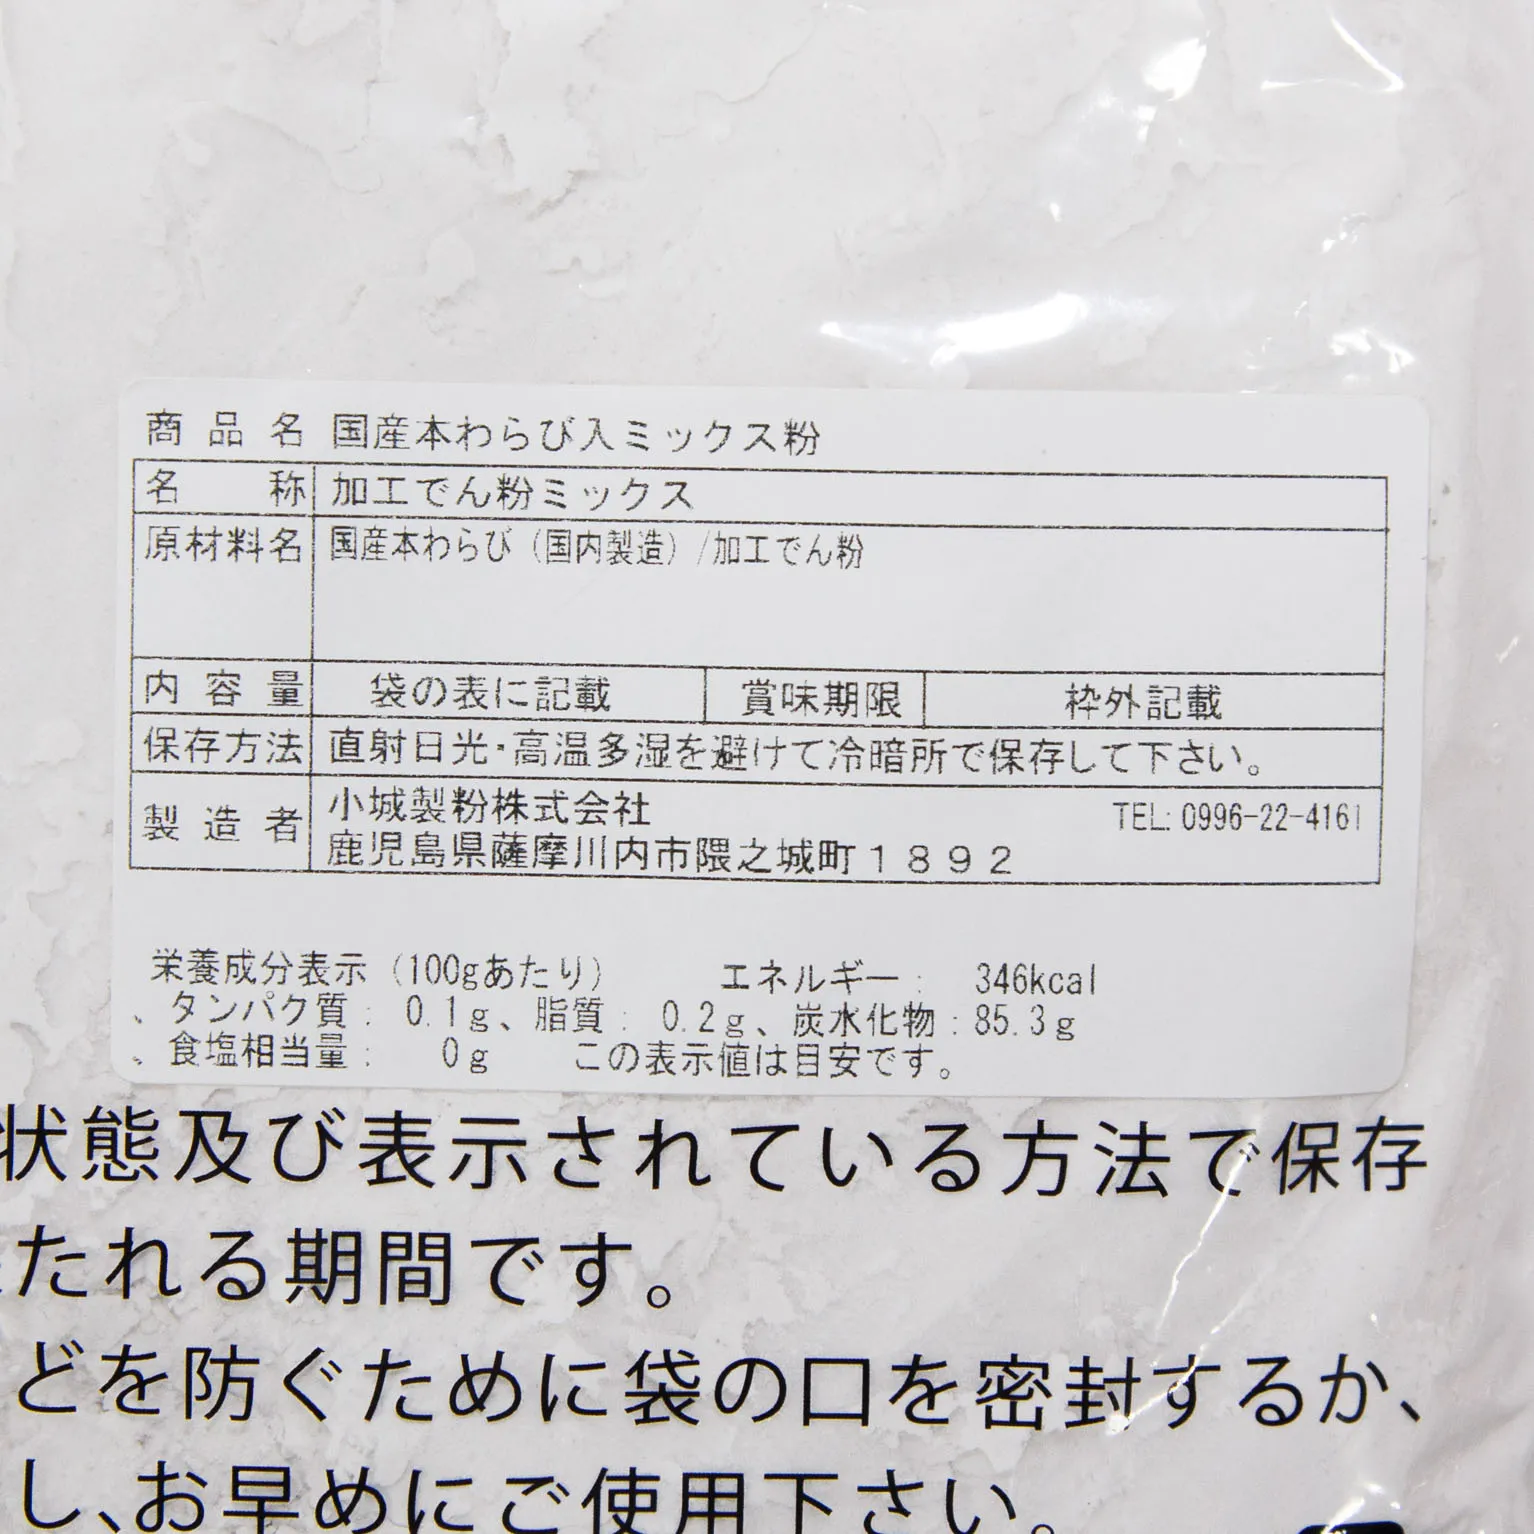 商品名 国産本わらび入ミックス粉
名称 加工でん粉ミックス
原材料名 国産本わらび（国内製造）/加工でん粉
内容量 袋の表に記載 賞味期限 枠外記載
保存方法 直射日光・高温多湿を避けて冷暗所で保存して下さい。
製造者 小城製粉株式会社 TEL: 0996-22-4161
鹿児島県薩摩川内市隈之城町１８９２
栄養成分表示（100gあたり） エネルギー： 346kcal
、タンパク質： 0.1g、脂質： 0.2g、炭水化物：85.3g
、食塩相当量： 0g この表示値は目安です。
状態及び表示されている方法で保存
たれる期間です。
どを防ぐために袋の口を密封するか、
し、お早めにご使用下さい。